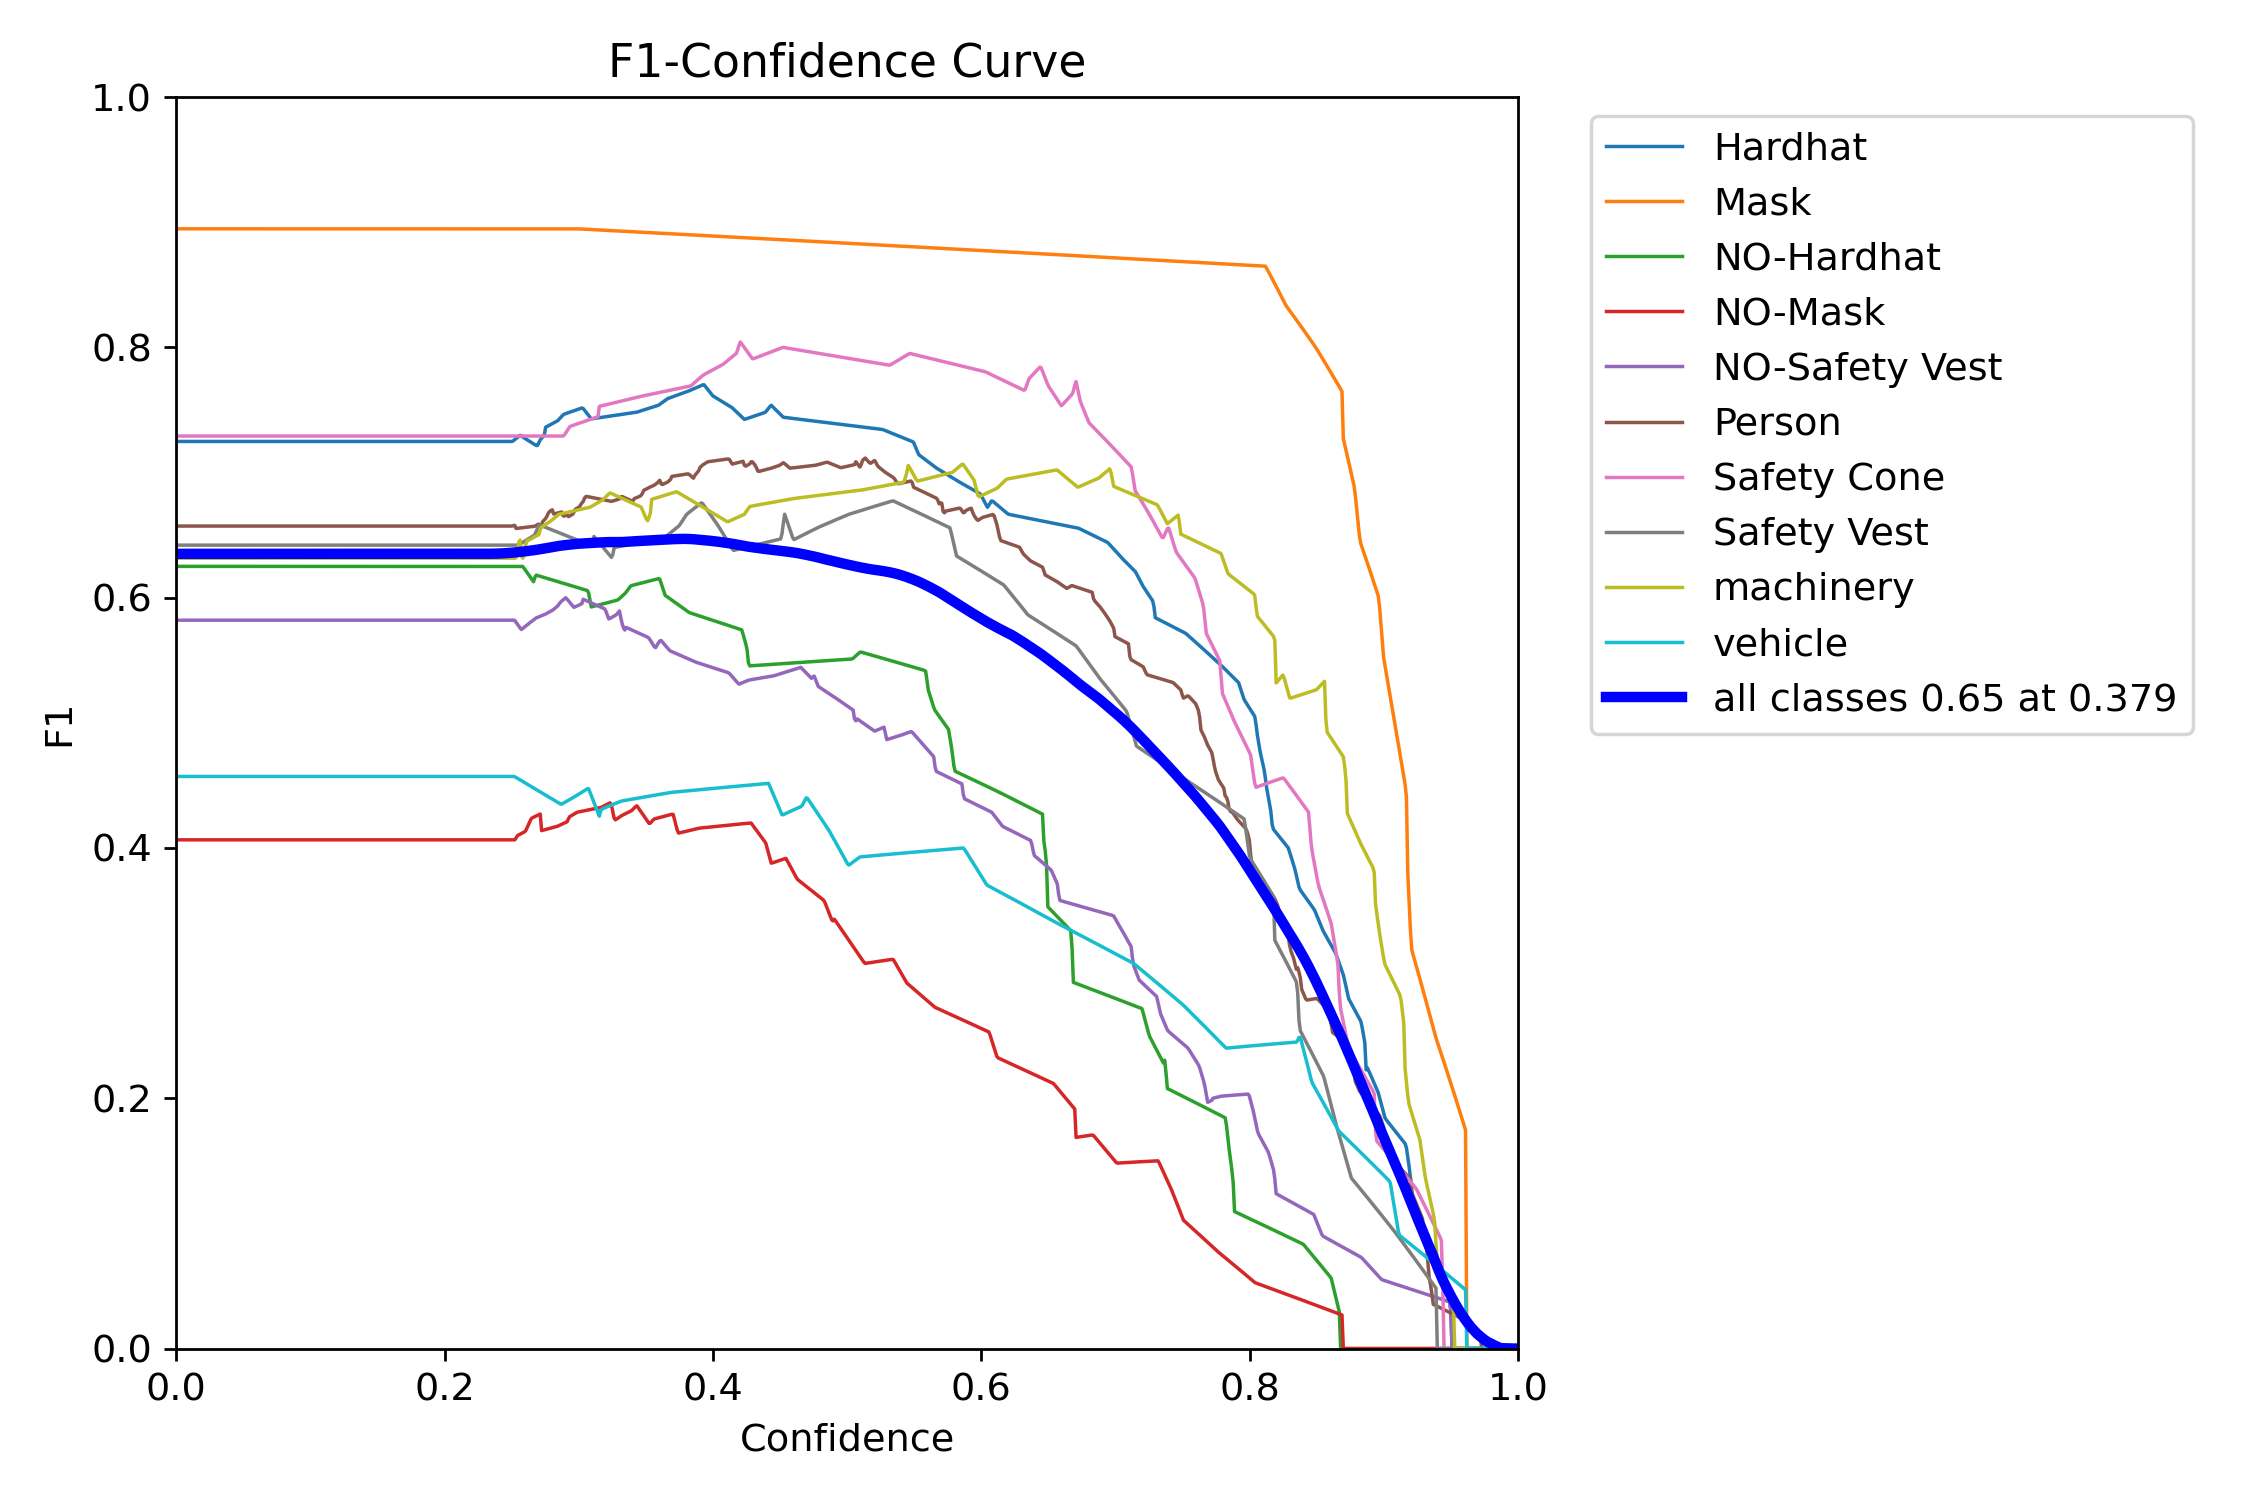 F1-Confidence Curve
1.0
0.8
0.6
0.4
0.2
0.0
F1
0.0 0.2 0.4 0.6 0.8 1.0
Confidence
Hardhat
Mask
NO-Hardhat
NO-Mask
NO-Safety Vest
Person
Safety Cone
Safety Vest
machinery
vehicle
all classes 0.65 at 0.379